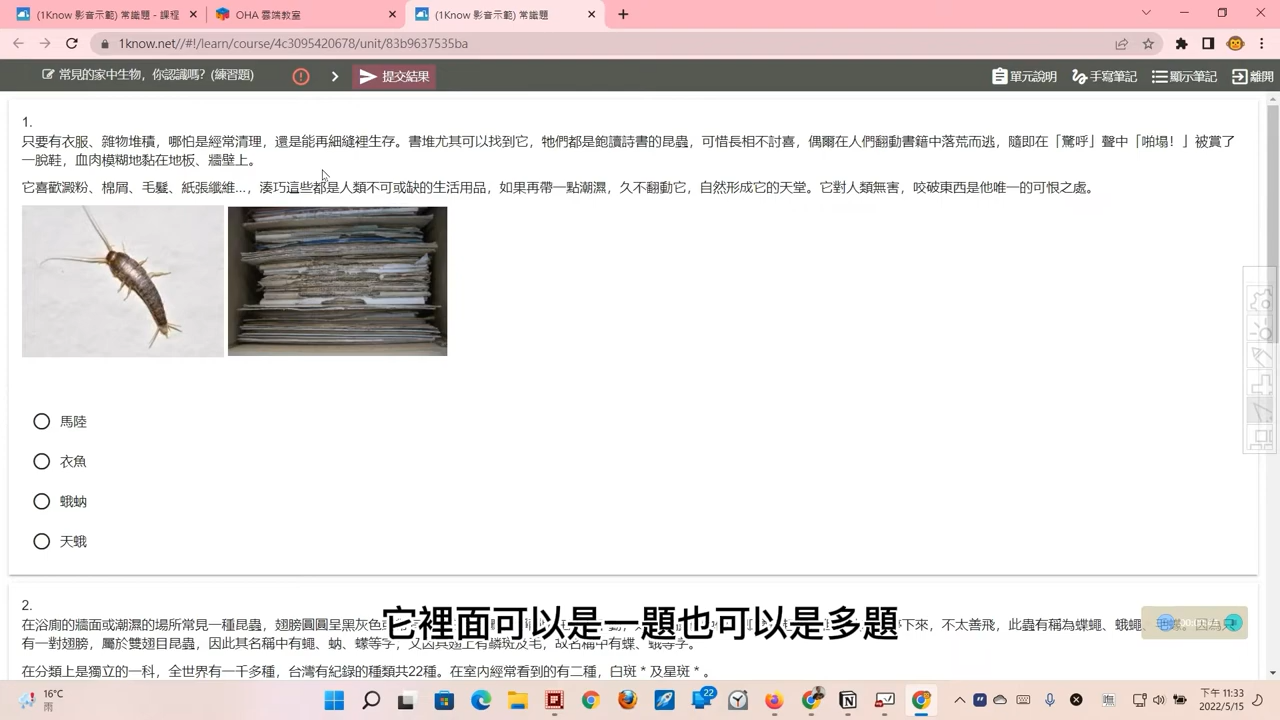 (1Know 影音示範) 常識題 - 課程
OHA 雲端教室
(1Know 影音示範) 常識題
1know.net//#!/learn/course/4c3095420678/unit/83b9637535ba
常見的家中生物，你認識嗎? (練習題)
提交結果
單元說明
手寫筆記
顯示筆記
離開
1.
只要有衣服、雜物堆積，哪怕是經常清理，還是能再細縫裡生存。書堆尤其可以找到它，牠們都是飽讀詩書的昆蟲，可惜長相不討喜，偶爾在人們翻動書籍中落荒而逃，隨即在「驚呼」聲中「啪塌！」被賞了
一脫鞋，血肉模糊地黏在地板、牆壁上。
它喜歡澱粉、棉屑、毛髮、紙張纖維...，湊巧這些都是人類不可或缺的生活用品，如果再帶一點潮濕，久不翻動它，自然形成它的天堂。它對人類無害，咬破東西是他唯一的可恨之處。
馬陸
衣魚
蛾蚋
天蛾
2.
在浴廁的牆面或潮濕的場所常見一種昆蟲，翅膀圓圓呈黑灰色
下來，不太善飛，此蟲有稱為蝶蠅、蛾蠅
有一對翅膀，屬於雙翅目昆蟲，因此其名稱中有蠅、蚋、蠓等字，又因其翅上有鱗斑及毛，故名稱中有蝶、蛾等字。
在分類上是獨立的一科，全世界有一千多種，台灣有紀錄的種類共22種。在室內經常看到的有二種，白斑 * 及星斑 * 。
它裡面可以是一題也可以是多題
16°C
雨
22
下午 11:33
2022/5/15